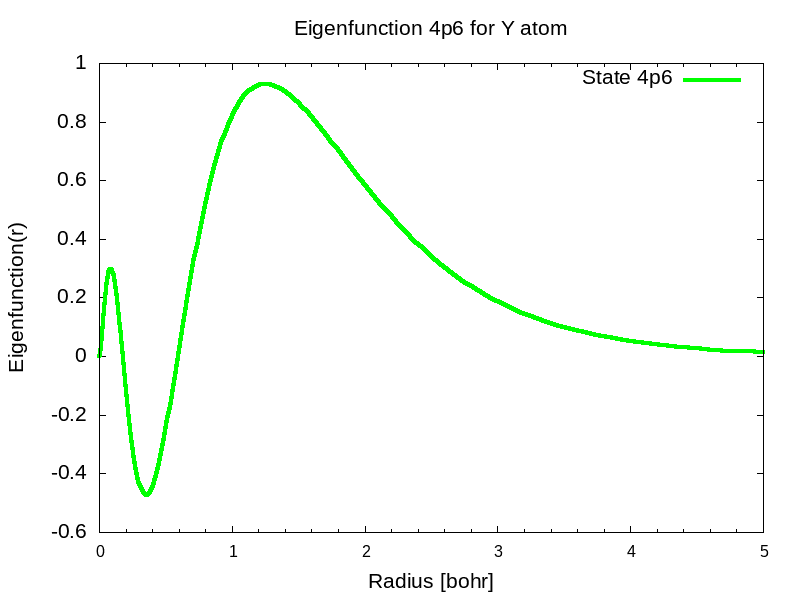 Eigenfunction 4p6 for Y atom
State 4p6
1
0.8
0.6
0.4
0.2
0
-0.2
-0.4
-0.6
Eigenfunction(r)
0 1 2 3 4 5
Radius [bohr]